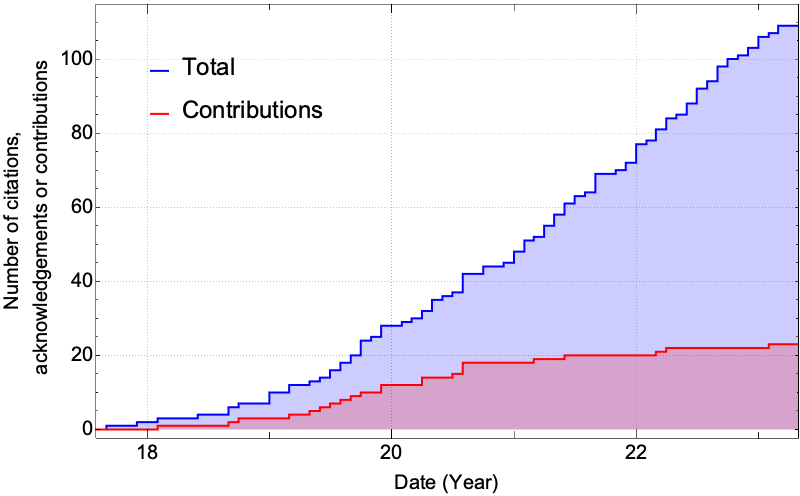 Number of citations,
acknowledgements or contributions
100
80
60
40
20
0
Total
Contributions
18
20
22
Date (Year)